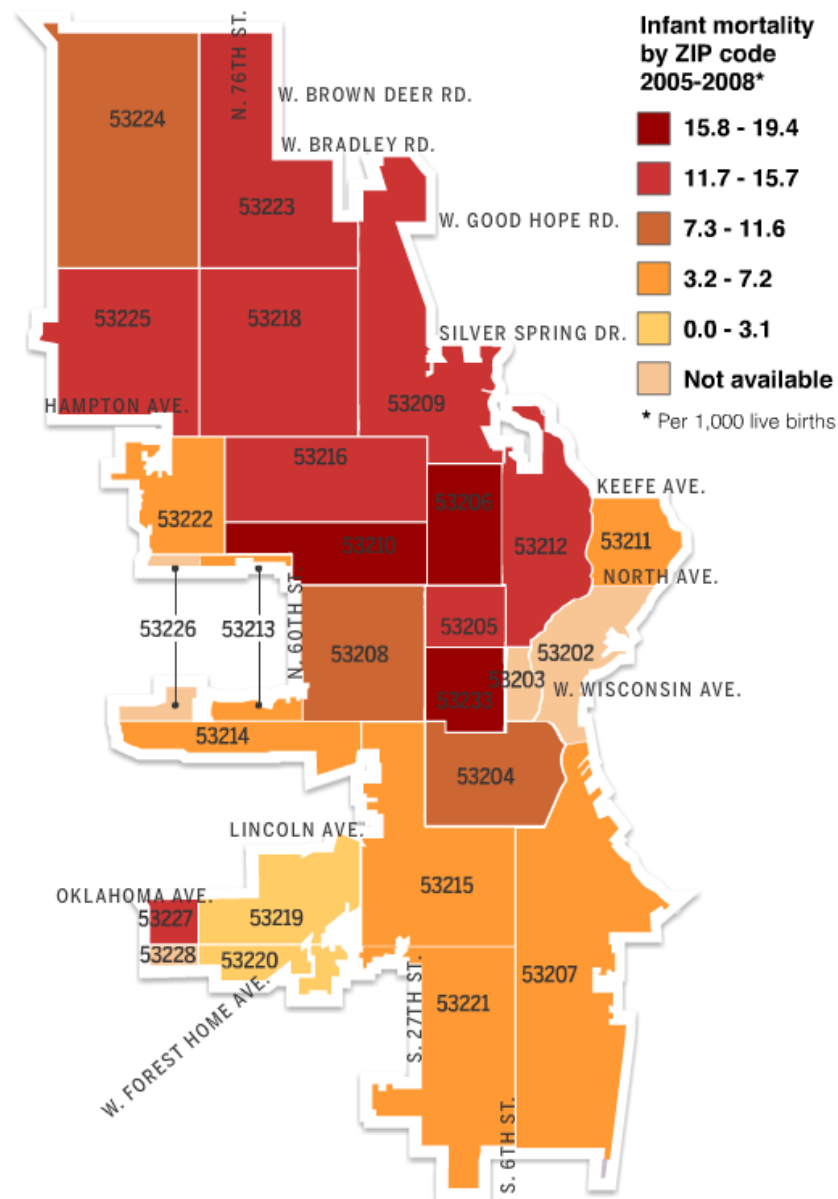 Infant mortality
by ZIP code
2005-2008*
15.8 - 19.4
11.7 - 15.7
7.3 - 11.6
3.2 - 7.2
0.0 - 3.1
Not available
* Per 1,000 live births
N. 76TH ST.
W. BROWN DEER RD.
53224
W. BRADLEY RD.
53223
W. GOOD HOPE RD.
53225
53218
SILVER SPRING DR.
HAMPTON AVE.
53209
53216
KEEFE AVE.
53206
53222
53210
53212
53211
NORTH AVE.
N. 60TH ST.
53226
53213
53205
53208
53202
53203
W. WISCONSIN AVE.
53233
53214
53204
LINCOLN AVE.
53215
OKLAHOMA AVE.
53227
53219
53228
53220
53207
W. FOREST HOME AVE.
S. 27TH ST.
53221
S. 6TH ST.